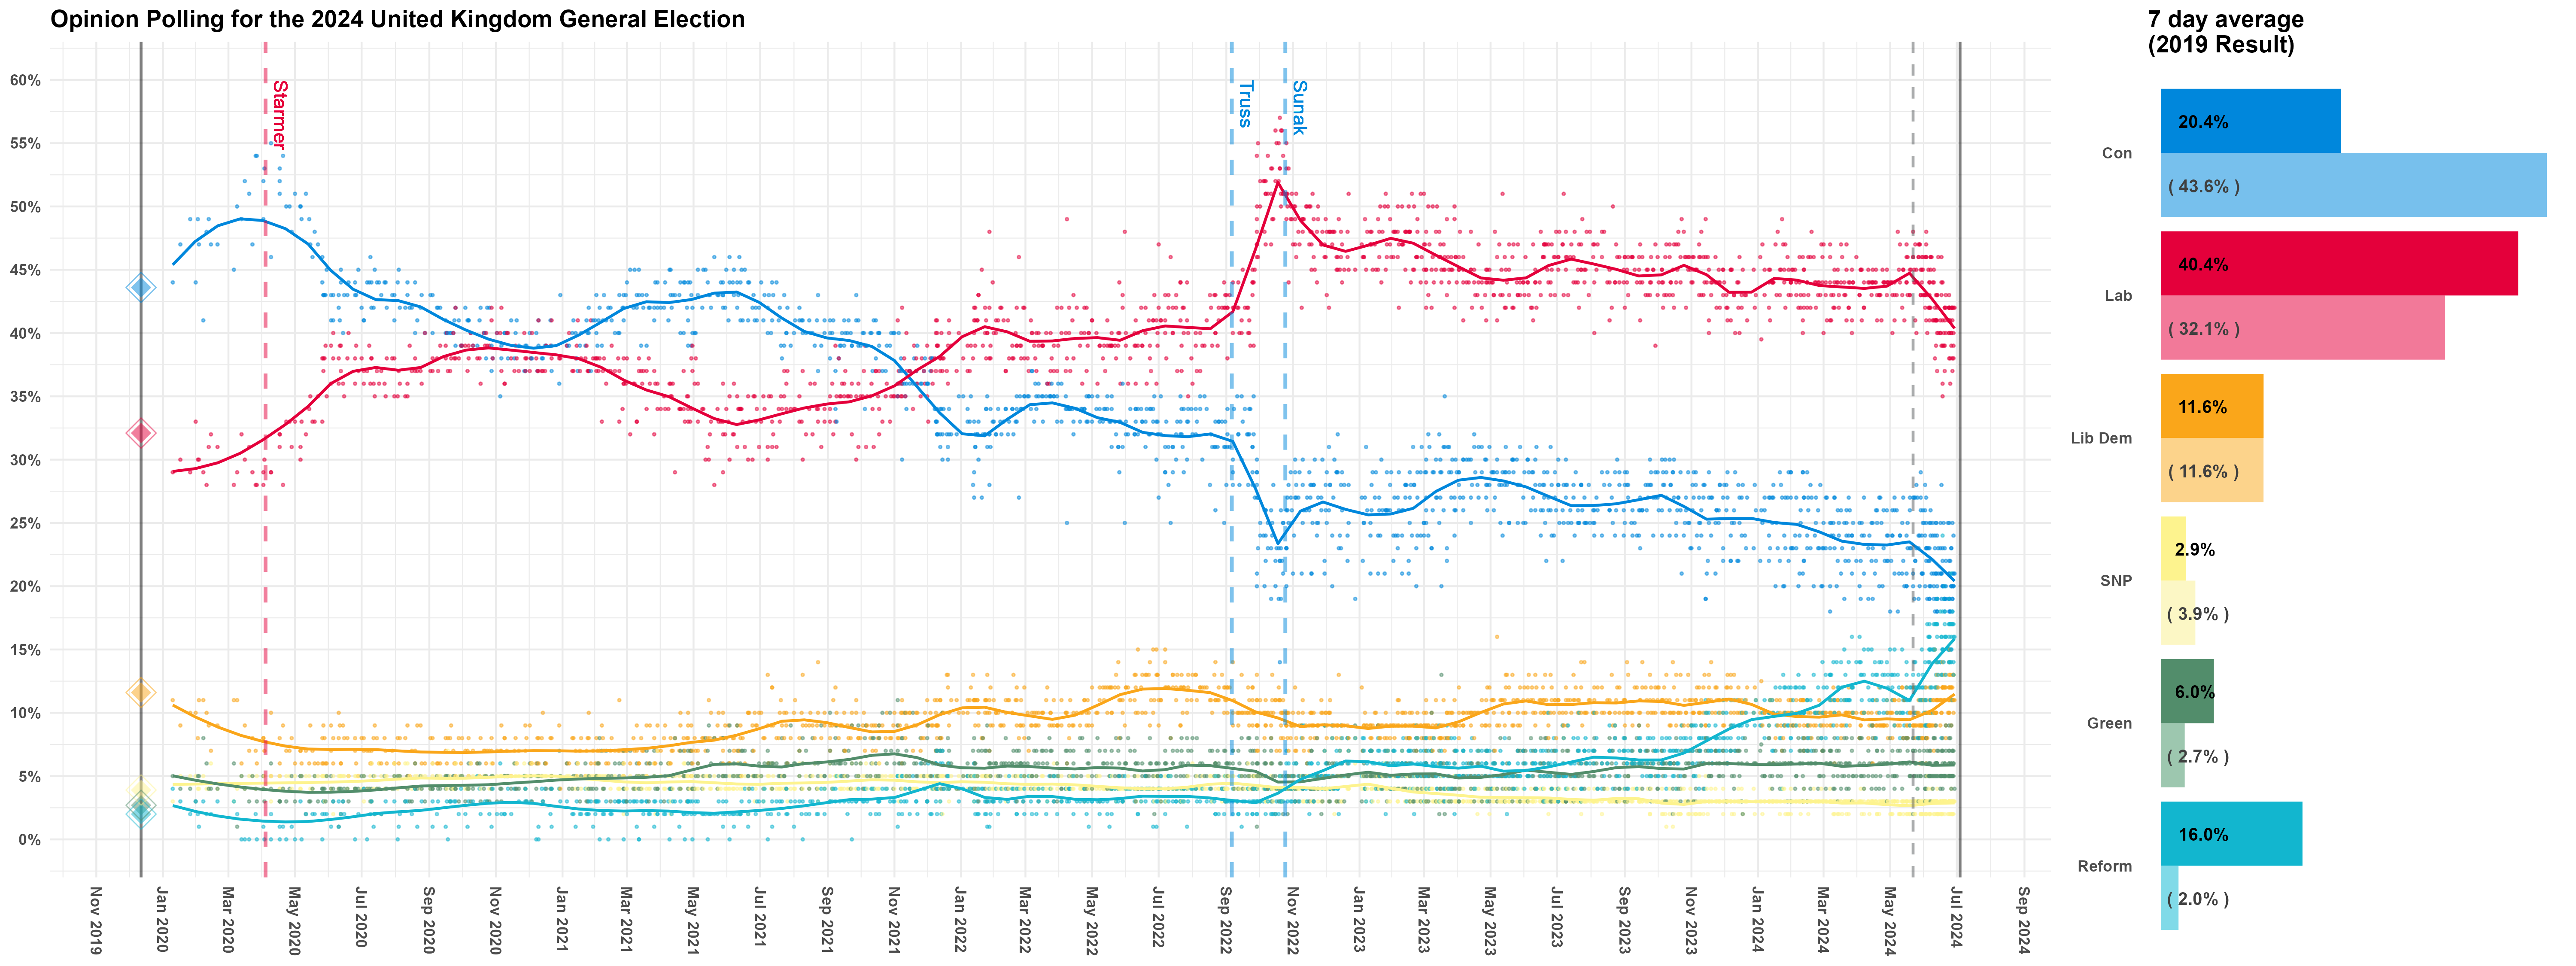 Opinion Polling for the 2024 United Kingdom General Election
7 day average
(2019 Result)
Starmer
Truss
Sunak
60%
55%
50%
45%
40%
35%
30%
25%
20%
15%
10%
5%
0%
Nov 2019
Jan 2020
Mar 2020
May 2020
Jul 2020
Sep 2020
Nov 2020
Jan 2021
Mar 2021
May 2021
Jul 2021
Sep 2021
Nov 2021
Jan 2022
Mar 2022
May 2022
Jul 2022
Sep 2022
Nov 2022
Jan 2023
Mar 2023
May 2023
Jul 2023
Sep 2023
Nov 2023
Jan 2024
Mar 2024
May 2024
Jul 2024
Sep 2024
Con
20.4%
( 43.6% )
Lab
40.4%
( 32.1% )
Lib Dem
11.6%
( 11.6% )
SNP
2.9%
( 3.9% )
Green
6.0%
( 2.7% )
Reform
16.0%
( 2.0% )